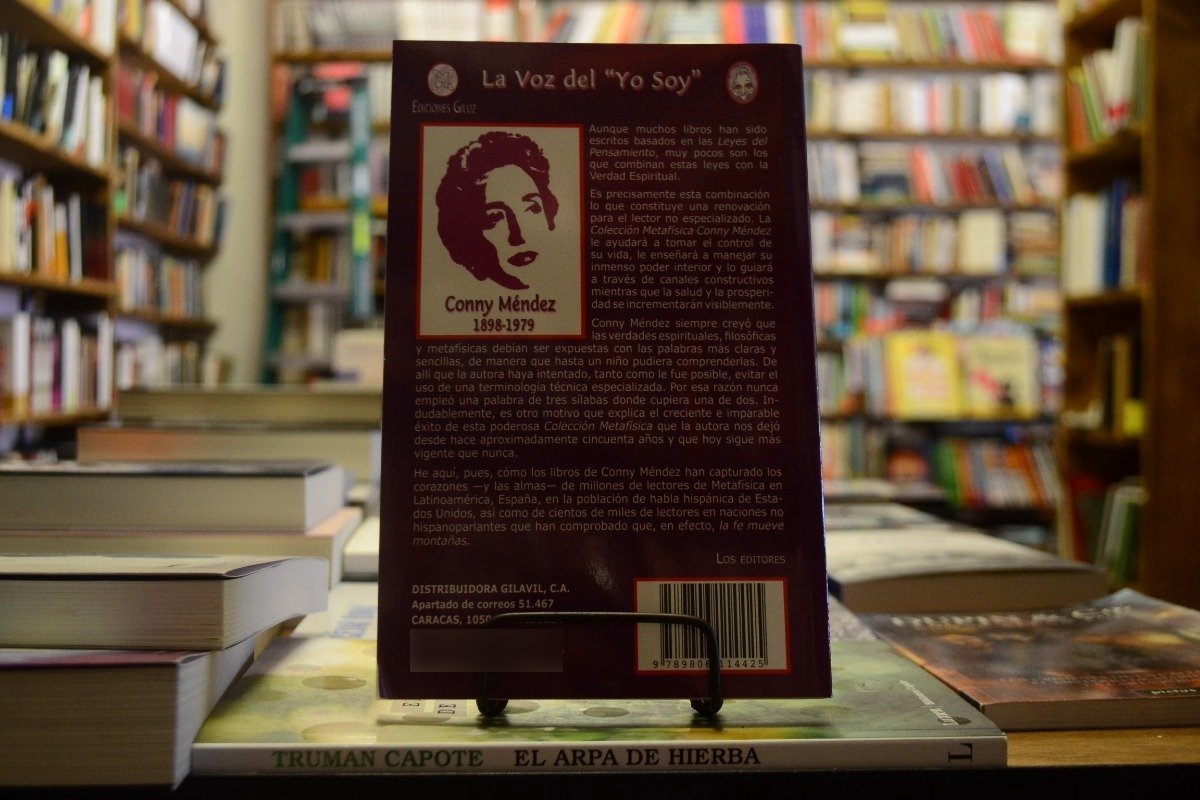 La Voz del "Yo Soy"
EDICIONES GILUZ
Conny Méndez
1898-1979
Aunque muchos libros han sido
escritos basados en las Leyes del
Pensamiento, muy pocos son los
que combinan estas leyes con la
Verdad Espiritual.
Es precisamente esta combinación
lo que constituye una renovación
para el lector no especializado. La
Colección Metafísica Conny Méndez
le ayudará a tomar el control de
su vida, le enseñará a manejar su
inmenso poder interior y lo guiará
a través de canales constructivos
mientras que la salud y la prosperi-
dad se incrementarán visiblemente.
Conny Méndez siempre creyó que
las verdades espirituales, filosóficas
y metafísicas debían ser expuestas con las palabras más claras y
sencillas, de manera que hasta un niño pudiera comprenderlas. De
allí que la autora haya intentado, tanto como le fue posible, evitar el
uso de una terminología técnica especializada. Por esa razón nunca
empleó una palabra de tres sílabas donde cupiera una de dos. In-
dudablemente, es otro motivo que explica el creciente e imparable
éxito de esta poderosa Colección Metafísica que la autora nos dejó
desde hace aproximadamente cincuenta años y que hoy sigue más
vigente que nunca.
He aquí, pues, cómo los libros de Conny Méndez han capturado los
corazones —y las almas— de millones de lectores de Metafísica en
Latinoamérica, España, en la población de habla hispánica de Esta-
dos Unidos, así como de cientos de miles de lectores en naciones no
hispanoparlantes que han comprobado que, en efecto, la fe mueve
montañas.
LOS EDITORES
DISTRIBUIDORA GILAVIL, C.A.
Apartado de correos 51.467
CARACAS,
TRUMAN CAPOTE EL ARPA DE HIERBA